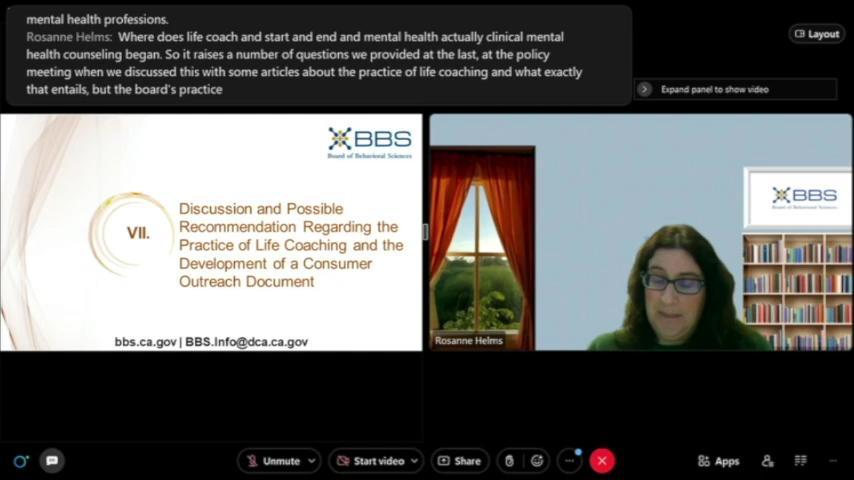 mental health professions.
Rosanne Helms: Where does life coach and start and end and mental health actually clinical mental
health counseling began. So it raises a number of questions we provided at the last, at the policy
meeting when we discussed this with some articles about the practice of life coaching and what exactly
that entails, but the board's practice
Layout
Expand panel to show video
BBS
Board of Behavioral Sciences
VII.
Discussion and Possible
Recommendation Regarding the
Practice of Life Coaching and the
Development of a Consumer
Outreach Document
bbs.ca.gov | BBS.Info@dca.ca.gov
BBS
Board of Behavioral Sciences
Rosanne Helms
Unmute
Start video
Share
Apps